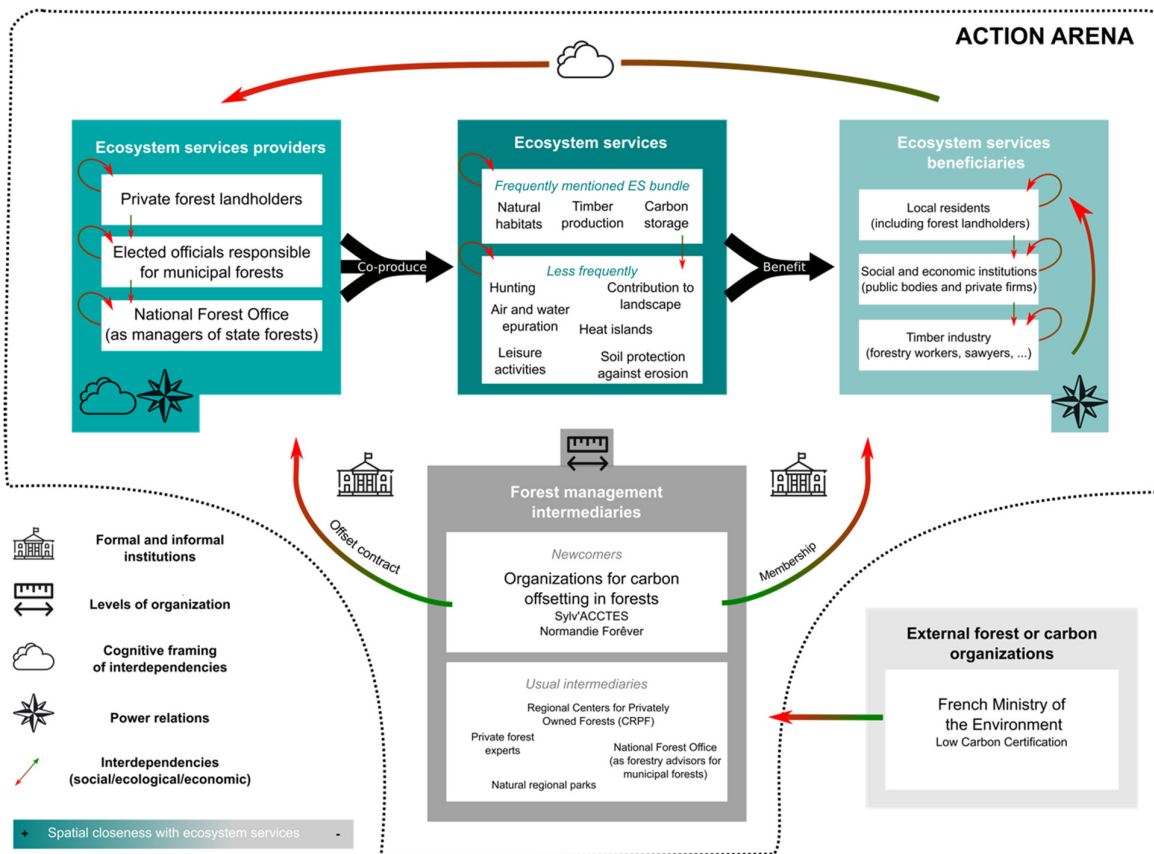 ACTION ARENA
Ecosystem services providers
Private forest landholders
Elected officials responsible
for municipal forests
National Forest Office
(as managers of state forests)
Co-produce
Ecosystem services
Frequently mentioned ES bundle
Natural
habitats
Timber
production
Carbon
storage
Less frequently
Hunting
Contribution to
landscape
Air and water
epuration
Heat islands
Leisure
activities
Soil protection
against erosion
Benefit
Ecosystem services
beneficiaries
Local residents
(including forest landholders)
Social and economic institutions
(public bodies and private firms)
Timber industry
(forestry workers, sawyers, ...)
Offset contract
Membership
Forest management
intermediaries
Newcomers
Organizations for carbon
offsetting in forests
Sylv'ACCTES
Normandie Forêver
Usual intermediaries
Regional Centers for Privately
Owned Forests (CRPF)
Private forest
experts
National Forest Office
(as forestry advisors for
municipal forests)
Natural regional parks
External forest or carbon
organizations
French Ministry of
the Environment
Low Carbon Certification
Formal and informal
institutions
Levels of organization
Cognitive framing
of interdependencies
Power relations
Interdependencies
(social/ecological/economic)
+ Spatial closeness with ecosystem services -